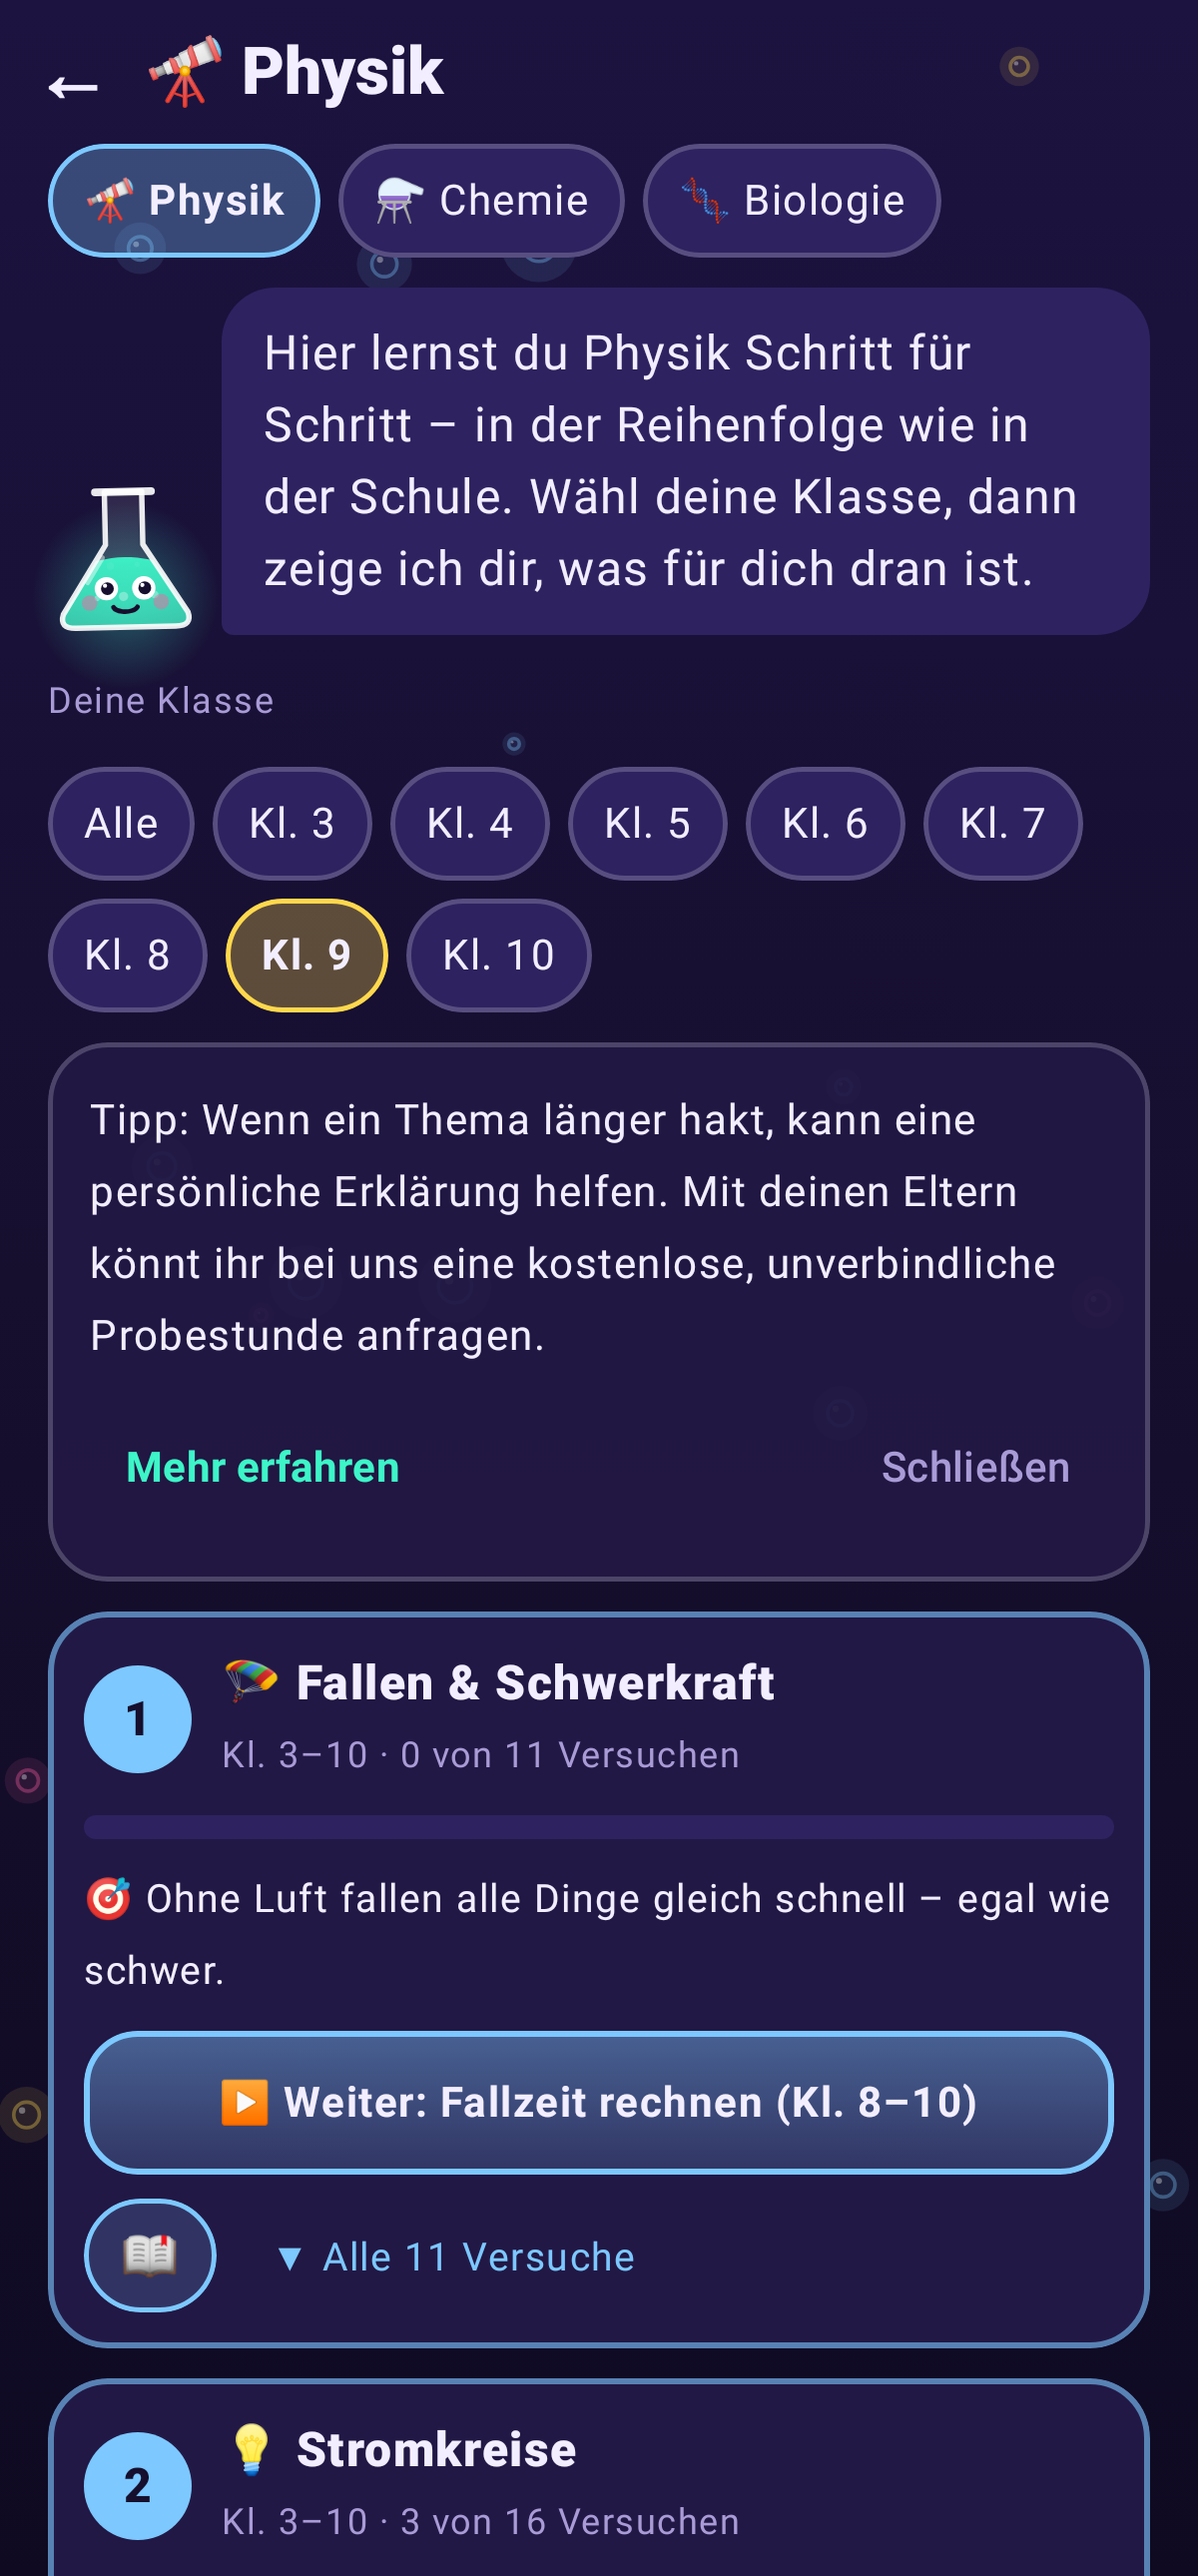 ← Physik
Physik Chemie Biologie
Hier lernst du Physik Schritt für
Schritt – in der Reihenfolge wie in
der Schule. Wähl deine Klasse, dann
zeige ich dir, was für dich dran ist.
Deine Klasse
Alle Kl. 3 Kl. 4 Kl. 5 Kl. 6 Kl. 7
Kl. 8 Kl. 9 Kl. 10
Tipp: Wenn ein Thema länger hakt, kann eine
persönliche Erklärung helfen. Mit deinen Eltern
könnt ihr bei uns eine kostenlose, unverbindliche
Probestunde anfragen.
Mehr erfahren Schließen
1 Fallen & Schwerkraft
Kl. 3–10 · 0 von 11 Versuchen
Ohne Luft fallen alle Dinge gleich schnell – egal wie
schwer.
Weiter: Fallzeit rechnen (Kl. 8–10)
▼ Alle 11 Versuche
2 Stromkreise
Kl. 3–10 · 3 von 16 Versuchen